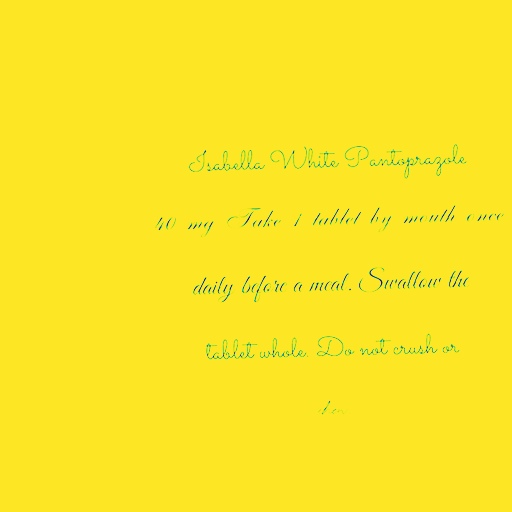 Isabella White Pantoprazole
40 mg Take 1 tablet by mouth once
daily before a meal. Swallow the
tablet whole. Do not crush or